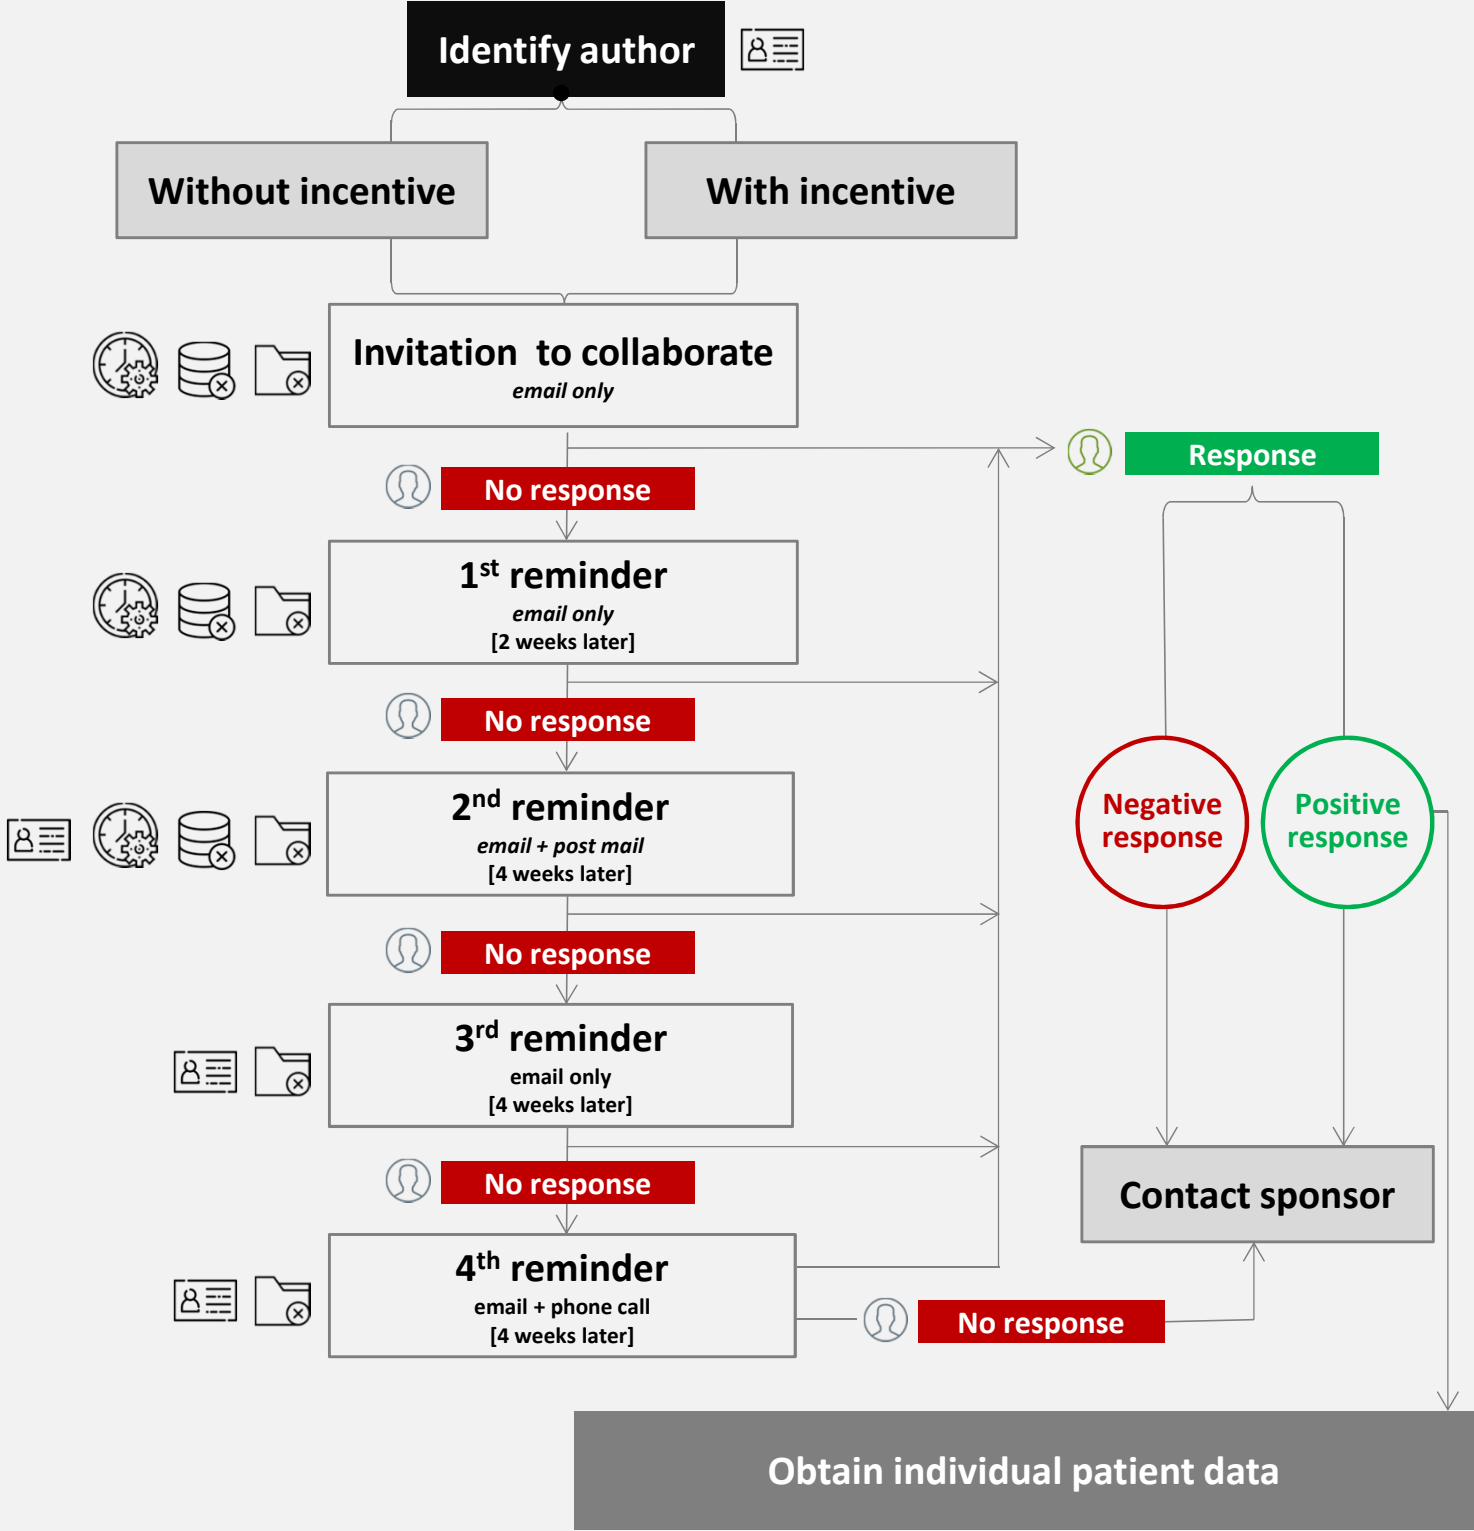 Identify author
Without incentive
With incentive
Invitation to collaborate
email only
Response
No response
1st reminder
email only
[2 weeks later]
No response
2nd reminder
email + post mail
[4 weeks later]
Negative
response
Positive
response
No response
3rd reminder
email only
[4 weeks later]
No response
Contact sponsor
4th reminder
email + phone call
[4 weeks later]
No response
Obtain individual patient data